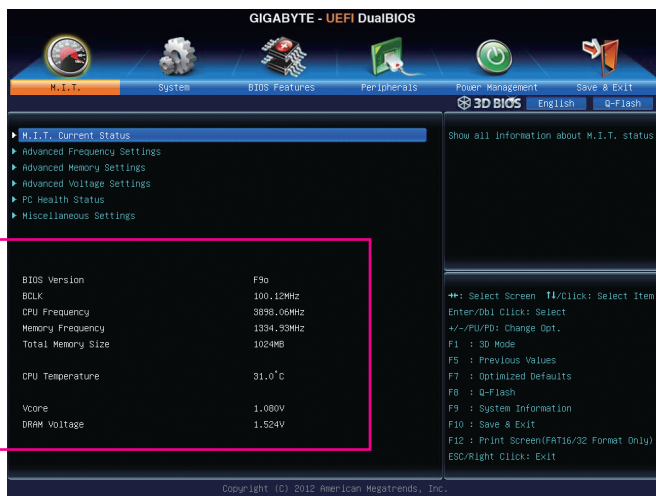 GIGABYTE - UEFI DualBIOS
M.I.T.
System
BIOS Features
Peripherals
Power Management
Save & Exit
3D BIOS
English
Q-Flash
M.I.T. Current Status
Advanced Frequency Settings
Advanced Memory Settings
Advanced Voltage Settings
PC Health Status
Miscellaneous Settings
BIOS Version F9o
BCLK 100.12MHz
CPU Frequency 3898.06MHz
Memory Frequency 1334.93MHz
Total Memory Size 1024MB
CPU Temperature 31.0°C
Vcore 1.080V
DRAM Voltage 1.524V
Show all information about M.I.T. status
→←: Select Screen ↑↓/Click: Select Item
Enter/Dbl Click: Select
+/-/PU/PD: Change Opt.
F1 : 3D Mode
F5 : Previous Values
F7 : Optimized Defaults
F8 : Q-Flash
F9 : System Information
F10 : Save & Exit
F12 : Print Screen(FAT16/32 Format Only)
ESC/Right Click: Exit
Copyright (C) 2012 American Megatrends, Inc.